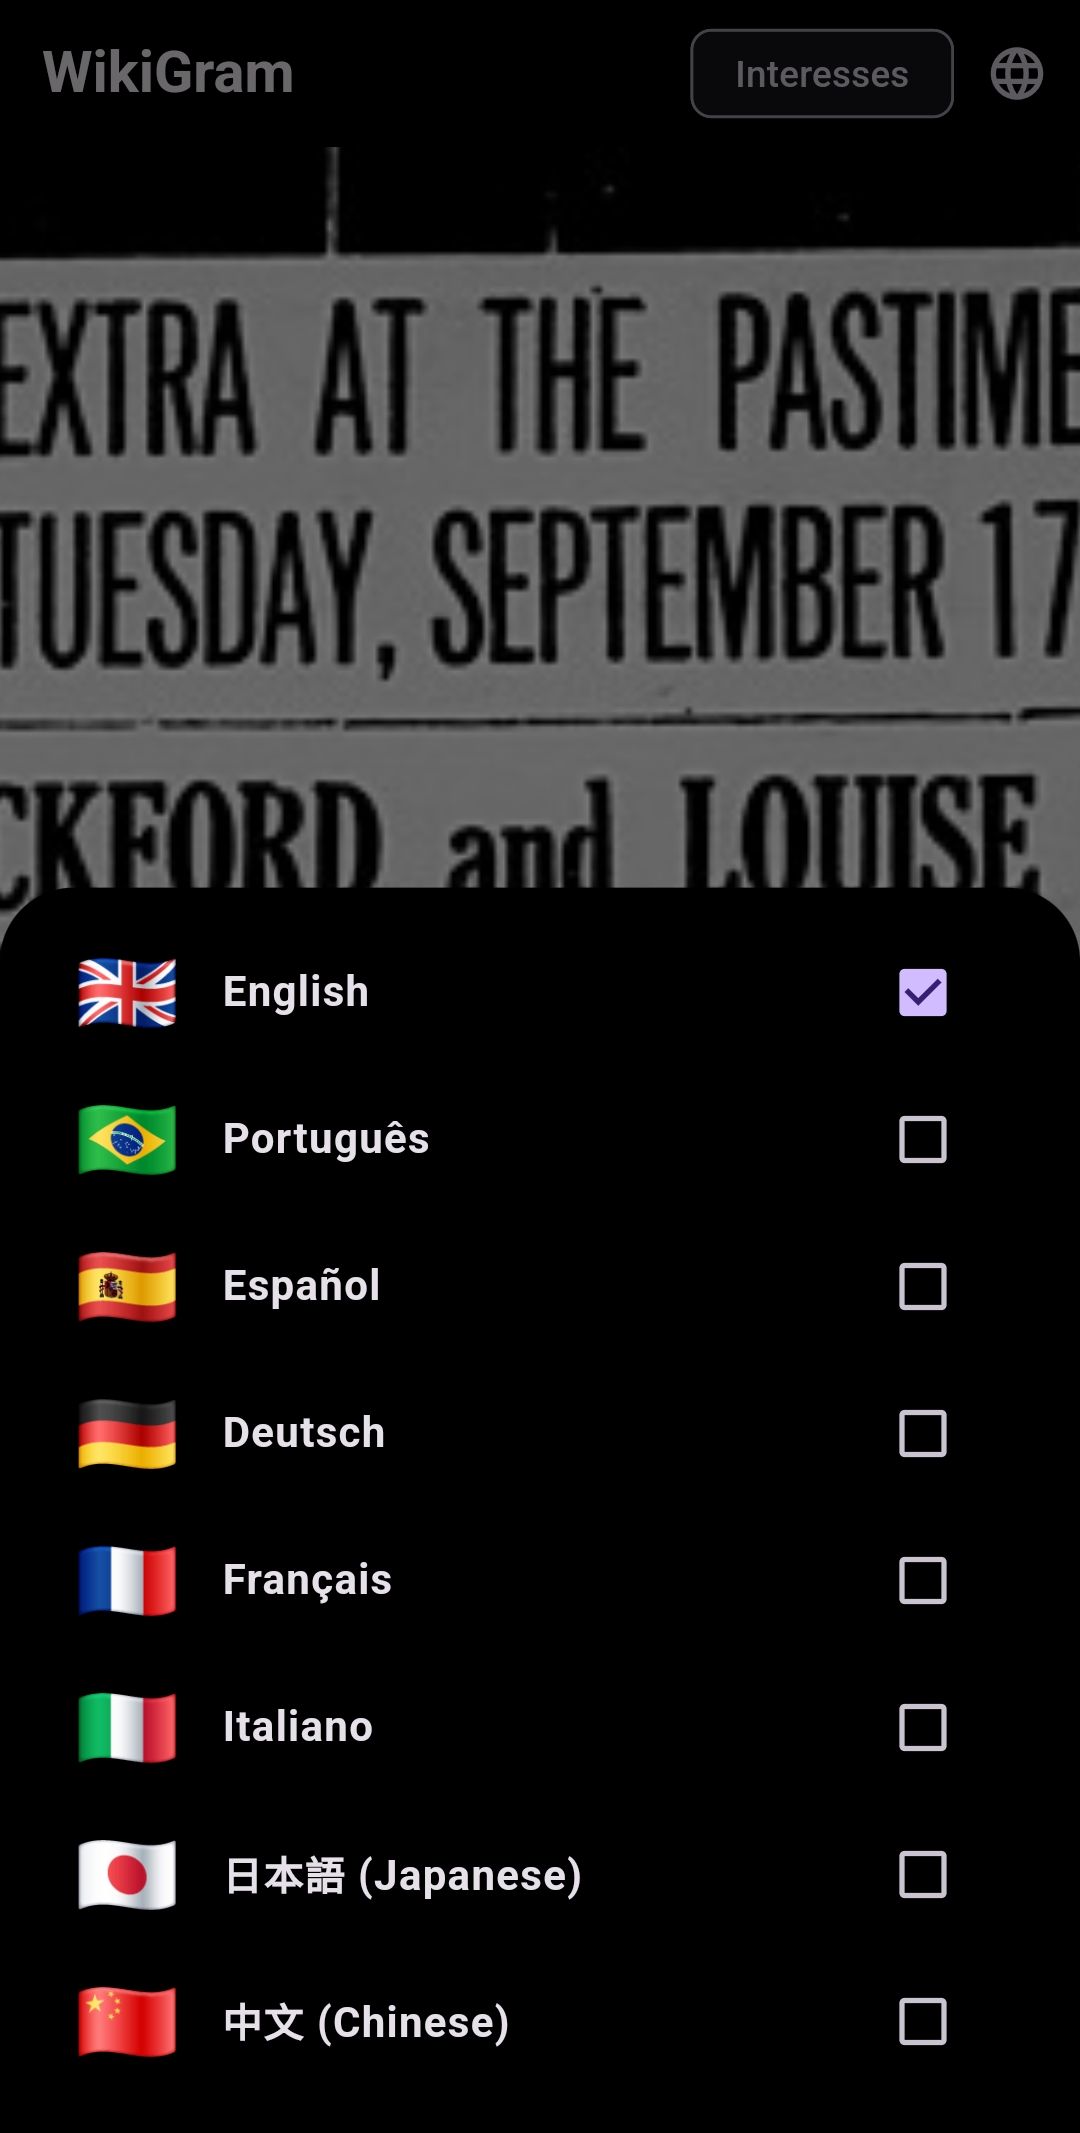 WikiGram
Interesses
EXTRA AT THE PASTIME
TUESDAY, SEPTEMBER 17
CKFORD and LOUISE
English
Português
Español
Deutsch
Français
Italiano
日本語 (Japanese)
中文 (Chinese)